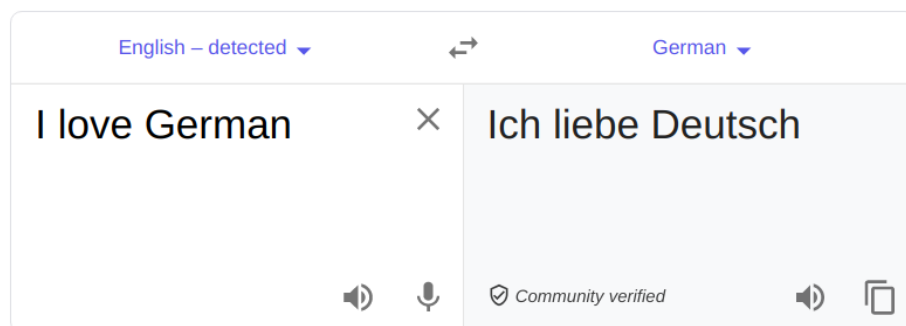 English – detected
German
I love German
Ich liebe Deutsch
Community verified